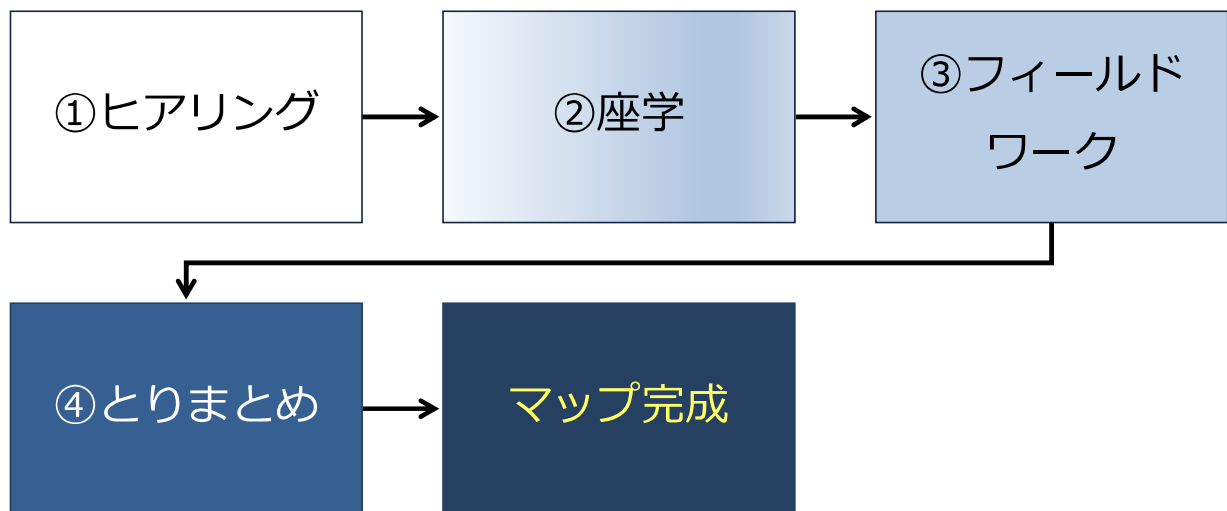 ①ヒアリング
②座学
③フィールド
ワーク
④とりまとめ
マップ完成